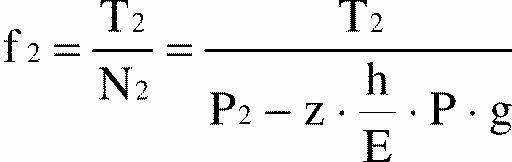 f₂ = T₂ / N₂ = T₂ / (P₂ − z · h / E · P · g)